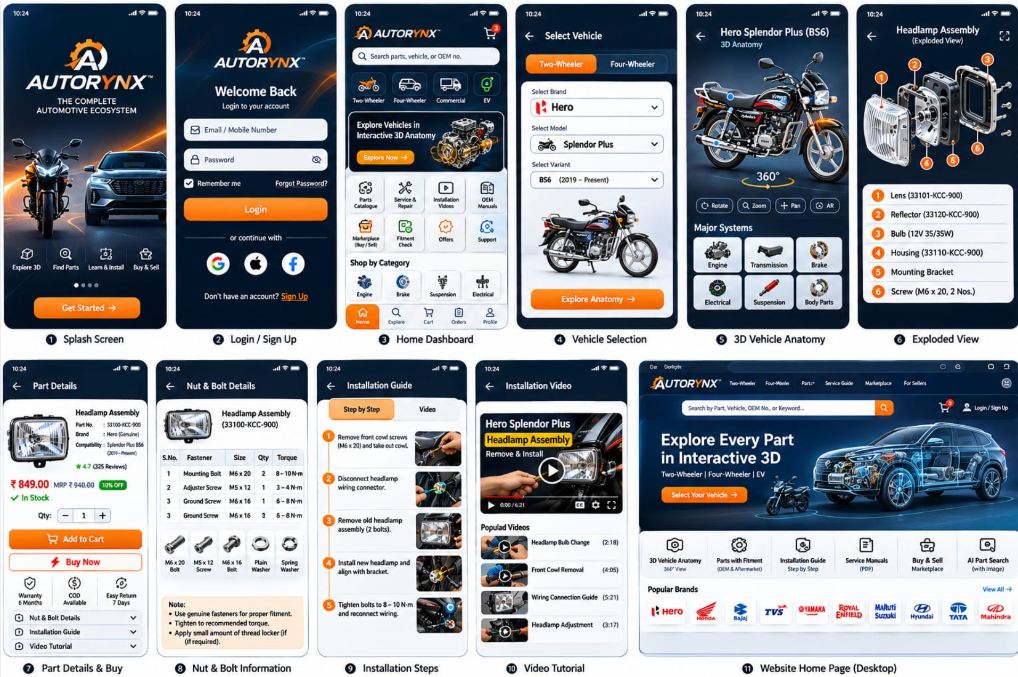 10:24
AUTORYNX™
THE COMPLETE
AUTOMOTIVE ECOSYSTEM
Explore 3D
Find Parts
Learn & Install
Buy & Sell
Get Started →
1 Splash Screen
10:24
AUTORYNX™
Welcome Back
Login to your account
Email / Mobile Number
Password
Remember me
Forgot Password?
Login
or continue with
Don't have an account? Sign Up
2 Login / Sign Up
10:24
AUTORYNX™
3
Search parts, vehicle, or OEM no.
Two-Wheeler
Four-Wheeler
Commercial
EV
Explore Vehicles in
Interactive 3D Anatomy
Explore Now →
Parts
Catalogue
Service &
Repair
Installation
Videos
OEM
Manuals
Marketplace
(Buy / Sell)
Fitment
Check
Offers
Support
Shop by Category
Engine
Brake
Suspension
Electrical
Home
Explore
Cart
Orders
Profile
3 Home Dashboard
10:24
← Select Vehicle
Two-Wheeler
Four-Wheeler
Select Brand
Hero
Select Model
Splendor Plus
Select Variant
BS6 (2019 – Present)
Explore Anatomy →
4 Vehicle Selection
10:24
← Hero Splendor Plus (BS6)
3D Anatomy
360°
Rotate
Zoom
Pan
AR
Major Systems
Engine
Transmission
Brake
Electrical
Suspension
Body Parts
5 3D Vehicle Anatomy
10:24
← Headlamp Assembly
(Exploded View)
1
2
3
4
5
6
1 Lens (33101-KCC-900)
2 Reflector (33120-KCC-900)
3 Bulb (12V 35/35W)
4 Housing (33110-KCC-900)
5 Mounting Bracket
6 Screw (M6 x 20, 2 Nos.)
6 Exploded View
10:24
← Part Details
Headlamp Assembly
Part No. : 33100-KCC-900
Brand : Hero (Genuine)
Compatibility : Splendor Plus BS6
(2019 – Present)
★ 4.7 (325 Reviews)
₹ 849.00 MRP ₹ 940.00 10% OFF
✓ In Stock
Qty: − 1 +
Add to Cart
Buy Now
Warranty
6 Months
COD
Available
Easy Return
7 Days
Nut & Bolt Details
Installation Guide
Video Tutorial
7 Part Details & Buy
10:24
← Nut & Bolt Details
Headlamp Assembly
(33100-KCC-900)
S.No. Fastener Size Qty Torque
1 Mounting Bolt M6 x 20 2 8 – 10 N·m
2 Adjuster Screw M5 x 12 1 3 – 4 N·m
3 Ground Screw M6 x 16 1 6 – 8 N·m
3 Ground Screw M6 x 16 3 6 – 8 N·m
M6 x 20
Bolt
M5 x 12
Screw
M6 x 16
Bolt
Plain
Washer
Spring
Washer
Note:
• Use genuine fasteners for proper fitment.
• Tighten to recommended torque.
• Apply small amount of thread locker (if
(if required).
8 Nut & Bolt Information
10:24
← Installation Guide
Step by Step
Video
1 Remove front cowl screws
(M6 x 20) and take out cowl.
2 Disconnect headlamp
wiring connector.
3 Remove old headlamp
assembly (2 bolts).
4 Install new headlamp and
align with bracket.
5 Tighten bolts to 8 – 10 N·m
and reconnect wiring.
9 Installation Steps
10:24
← Installation Video
Hero Splendor Plus
Headlamp Assembly
Remove & Install
0:00 / 6:21
Populad Videos
Headlamp Bulb Change (2:18)
Front Cowl Removal (4:05)
Wiring Connection Guide (5:21)
Headlamp Adjustment (3:17)
10 Video Tutorial
AUTORYNX™
Two-Wheeler
Four-Wheeler
Parts
Service Guide
Marketplace
For Sellers
Search by Part, Vehicle, OEM No., or Keyword...
3
Login / Sign Up
Explore Every Part
in Interactive 3D
Two-Wheeler | Four-Wheeler | EV
Select Your Vehicle →
3D Vehicle Anatomy
360° View
Parts with Fitment
(OEM & Aftermarket)
Installation Guide
Step by Step
Service Manuals
(PDF)
Buy & Sell
Marketplace
AI Part Search
(with Image)
Popular Brands
View All →
Hero
HONDA
Bajaj
TVS
YAMAHA
ROYAL
ENFIELD
MARUTI
SUZUKI
Hyundai
TATA
Mahindra
11 Website Home Page (Desktop)